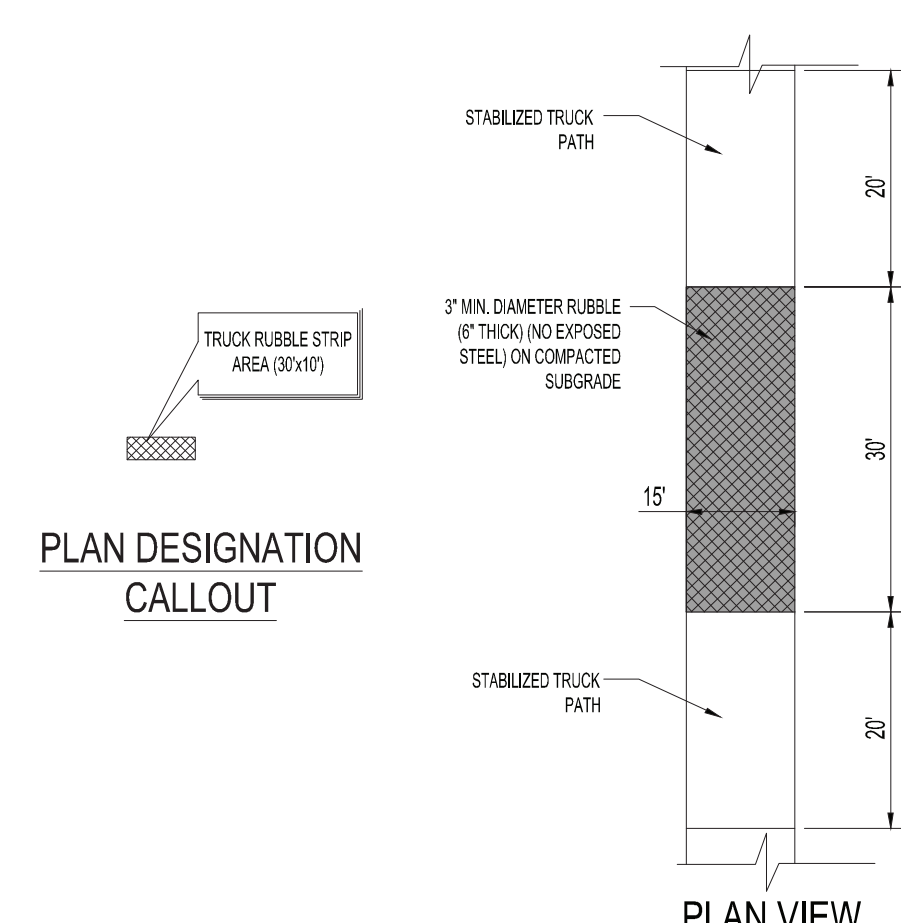 STABILIZED TRUCK
PATH
20'
TRUCK RUBBLE STRIP
AREA (30'x10')
3" MIN. DIAMETER RUBBLE
(6" THICK) (NO EXPOSED
STEEL) ON COMPACTED
SUBGRADE
30'
15'
PLAN DESIGNATION
CALLOUT
STABILIZED TRUCK
PATH
20'
PLAN VIEW